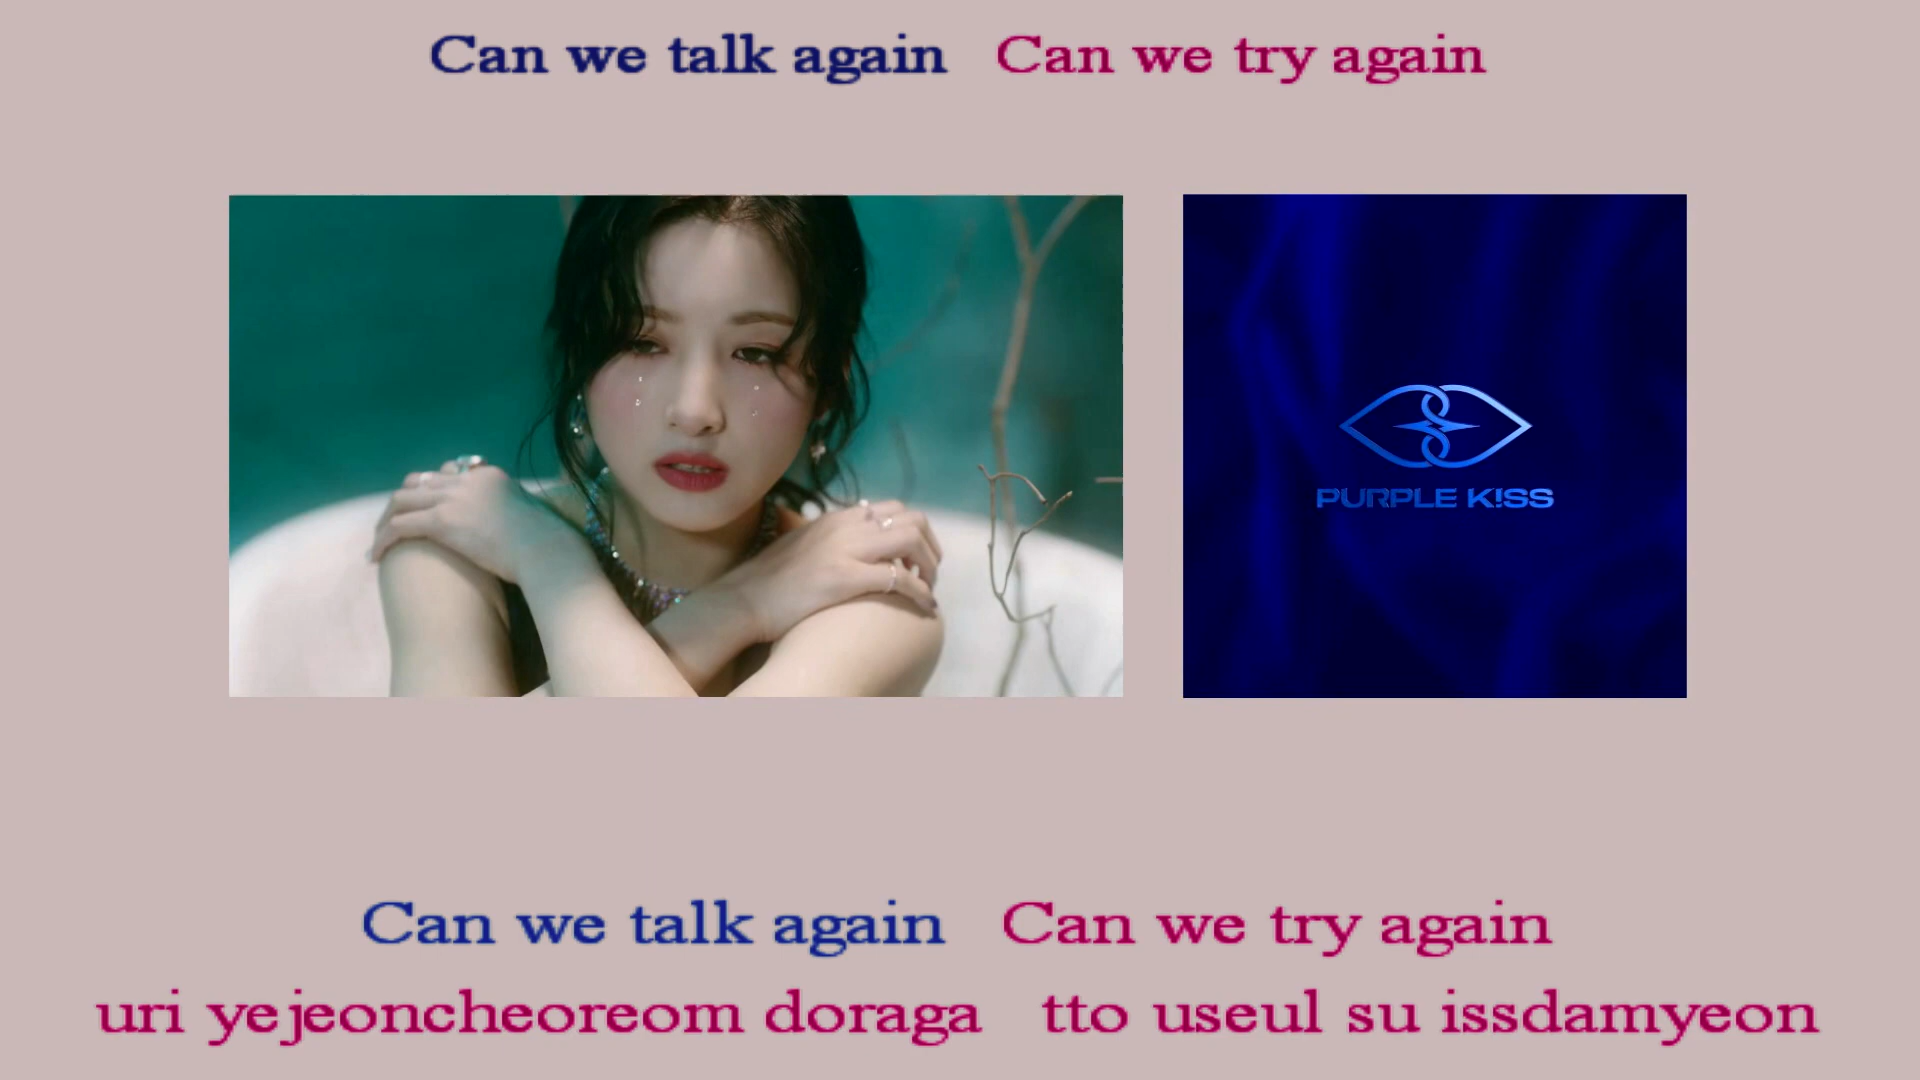 Can we talk again Can we try again
PURPLE K!SS
Can we talk again Can we try again
uri yejeoncheoreom doraga tto useul su issdamyeon